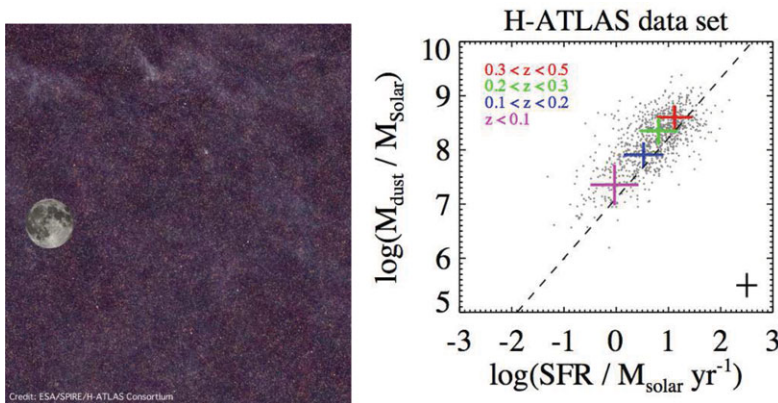 Credit: ESA/SPIRE/H-ATLAS Consortium
H-ATLAS data set
0.3 < z < 0.5
0.2 < z < 0.3
0.1 < z < 0.2
z < 0.1
10
9
8
7
6
5
log(M_dust / M_Solar)
-3 -2 -1 0 1 2 3
log(SFR / M_solar yr^-1)